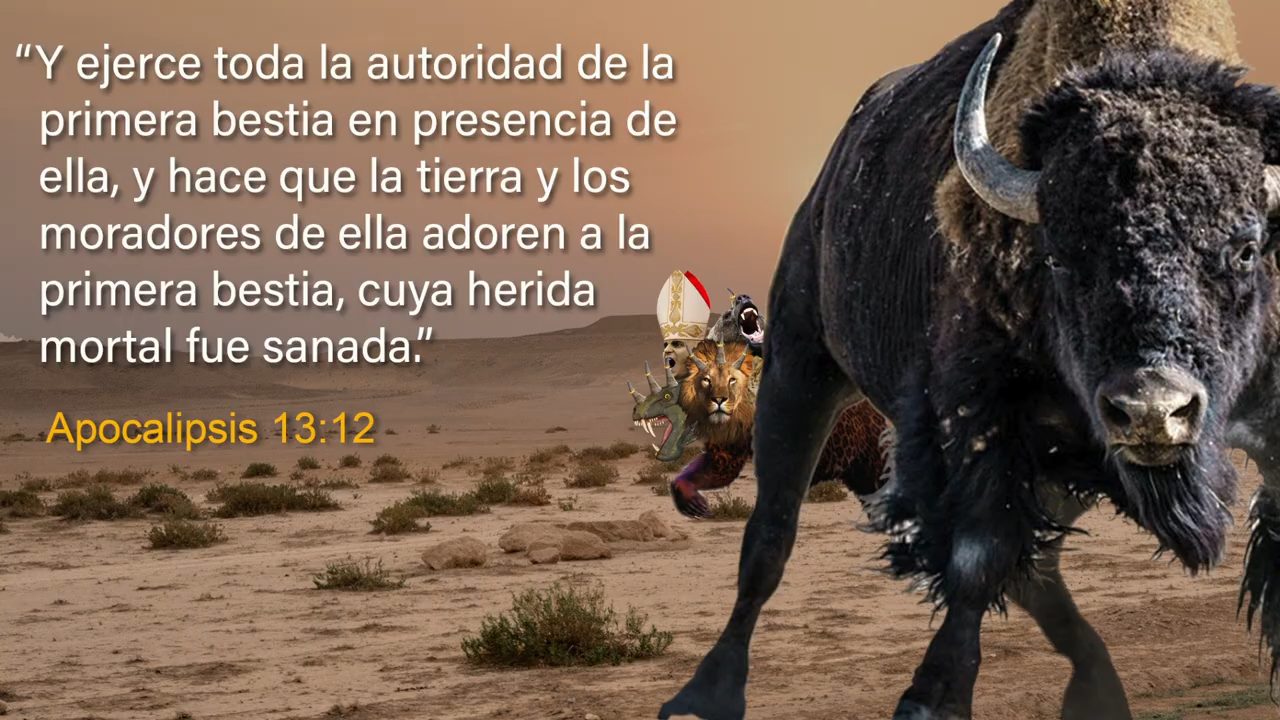 “Y ejerce toda la autoridad de la
primera bestia en presencia de
ella, y hace que la tierra y los
moradores de ella adoren a la
primera bestia, cuya herida
mortal fue sanada.”
Apocalipsis 13:12